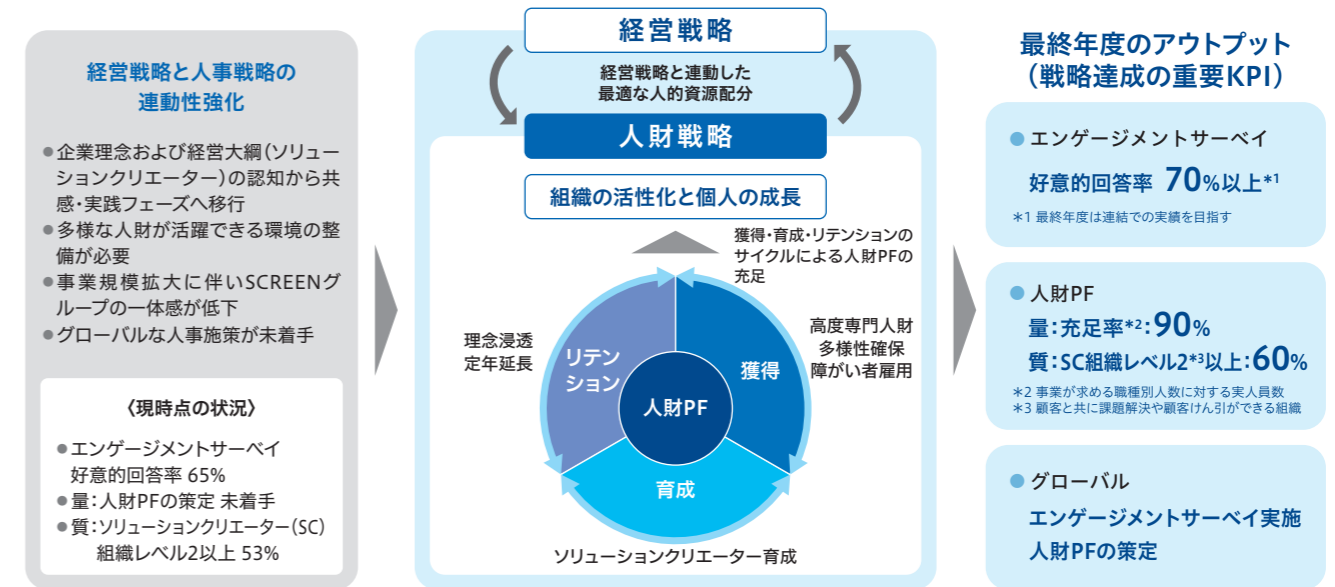 経営戦略と人事戦略の
連動性強化
●企業理念および経営大綱(ソリュー
ションクリエーター)の認知から共
感・実践フェーズへ移行
●多様な人財が活躍できる環境の整
備が必要
●事業規模拡大に伴いSCREENグ
ループの一体感が低下
●グローバルな人事施策が未着手
〈現時点の状況〉
●エンゲージメントサーベイ
好意的回答率 65%
●量:人財PFの策定 未着手
●質:ソリューションクリエーター(SC)
組織レベル2以上 53%
経営戦略
経営戦略と連動した
最適な人的資源配分
人財戦略
組織の活性化と個人の成長
獲得・育成・リテンションの
サイクルによる人財PFの
充足
理念浸透
定年延長
リテン
ション
獲得
高度専門人財
多様性確保
障がい者雇用
人財PF
育成
ソリューションクリエーター育成
最終年度のアウトプット
(戦略達成の重要KPI)
●エンゲージメントサーベイ
好意的回答率 70%以上*1
*1 最終年度は連結での実績を目指す
●人財PF
量:充足率*2:90%
質:SC組織レベル2*3以上:60%
*2 事業が求める職種別人数に対する実人員数
*3 顧客と共に課題解決や顧客けん引ができる組織
●グローバル
エンゲージメントサーベイ実施
人財PFの策定